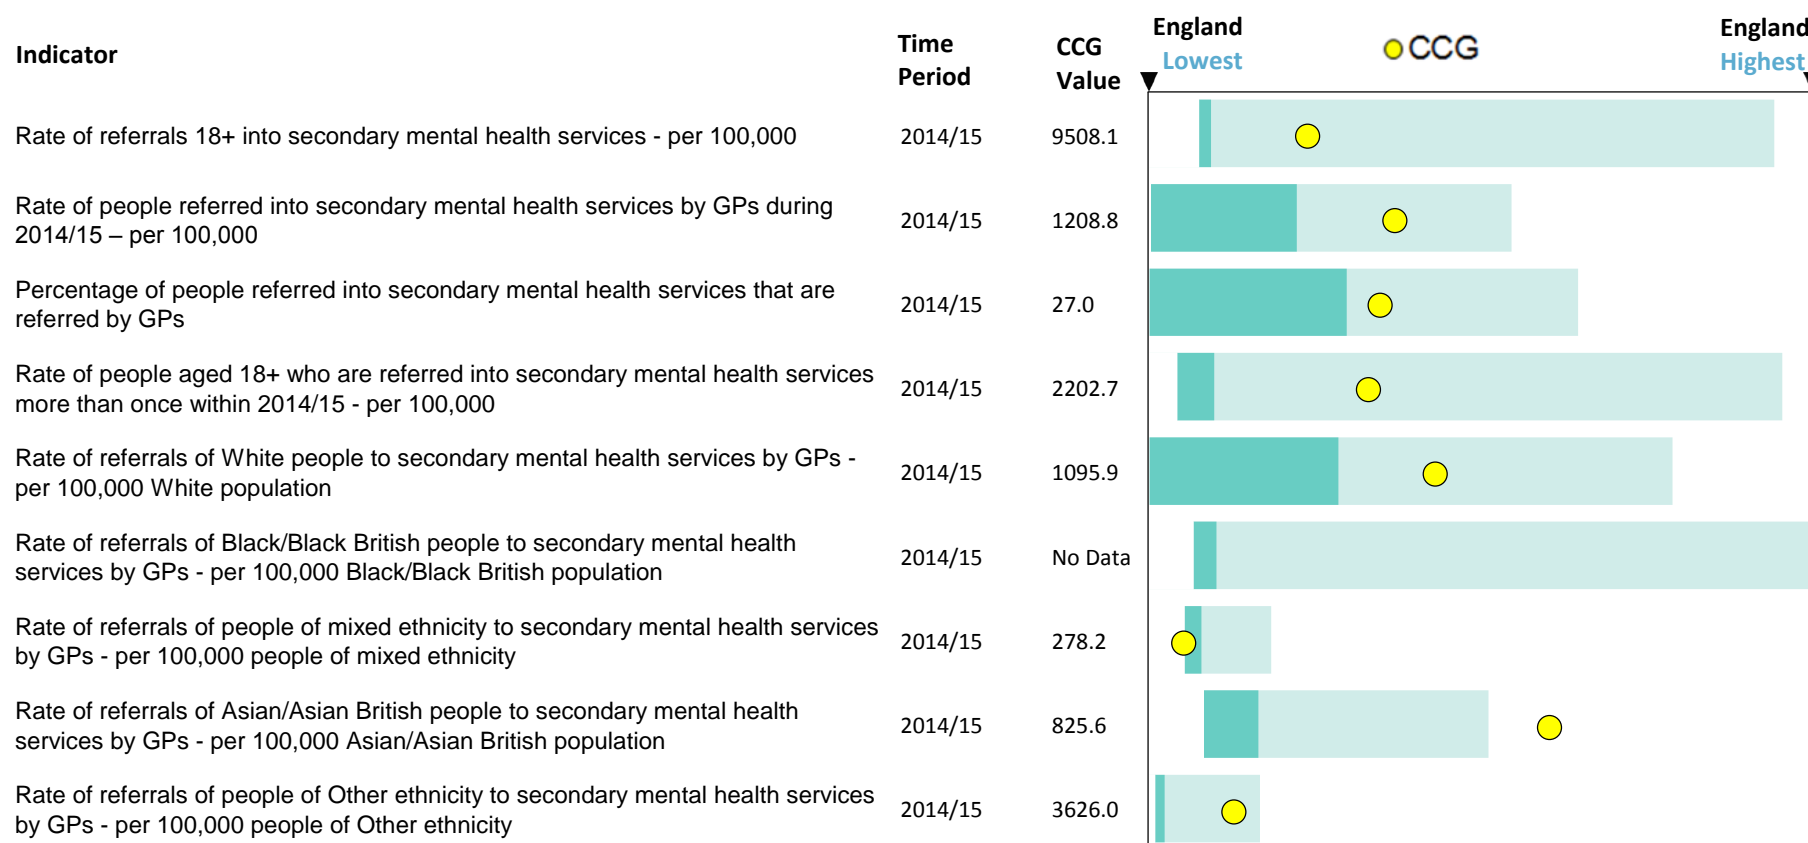 Indicator
Time Period
CCG Value
England Lowest
CCG
England Highest
Rate of referrals 18+ into secondary mental health services - per 100,000
2014/15
9508.1
Rate of people referred into secondary mental health services by GPs during
2014/15 – per 100,000
2014/15
1208.8
Percentage of people referred into secondary mental health services that are
referred by GPs
2014/15
27.0
Rate of people aged 18+ who are referred into secondary mental health services
more than once within 2014/15 - per 100,000
2014/15
2202.7
Rate of referrals of White people to secondary mental health services by GPs -
per 100,000 White population
2014/15
1095.9
Rate of referrals of Black/Black British people to secondary mental health
services by GPs - per 100,000 Black/Black British population
2014/15
No Data
Rate of referrals of people of mixed ethnicity to secondary mental health services
by GPs - per 100,000 people of mixed ethnicity
2014/15
278.2
Rate of referrals of Asian/Asian British people to secondary mental health
services by GPs - per 100,000 Asian/Asian British population
2014/15
825.6
Rate of referrals of people of Other ethnicity to secondary mental health services
by GPs - per 100,000 people of Other ethnicity
2014/15
3626.0